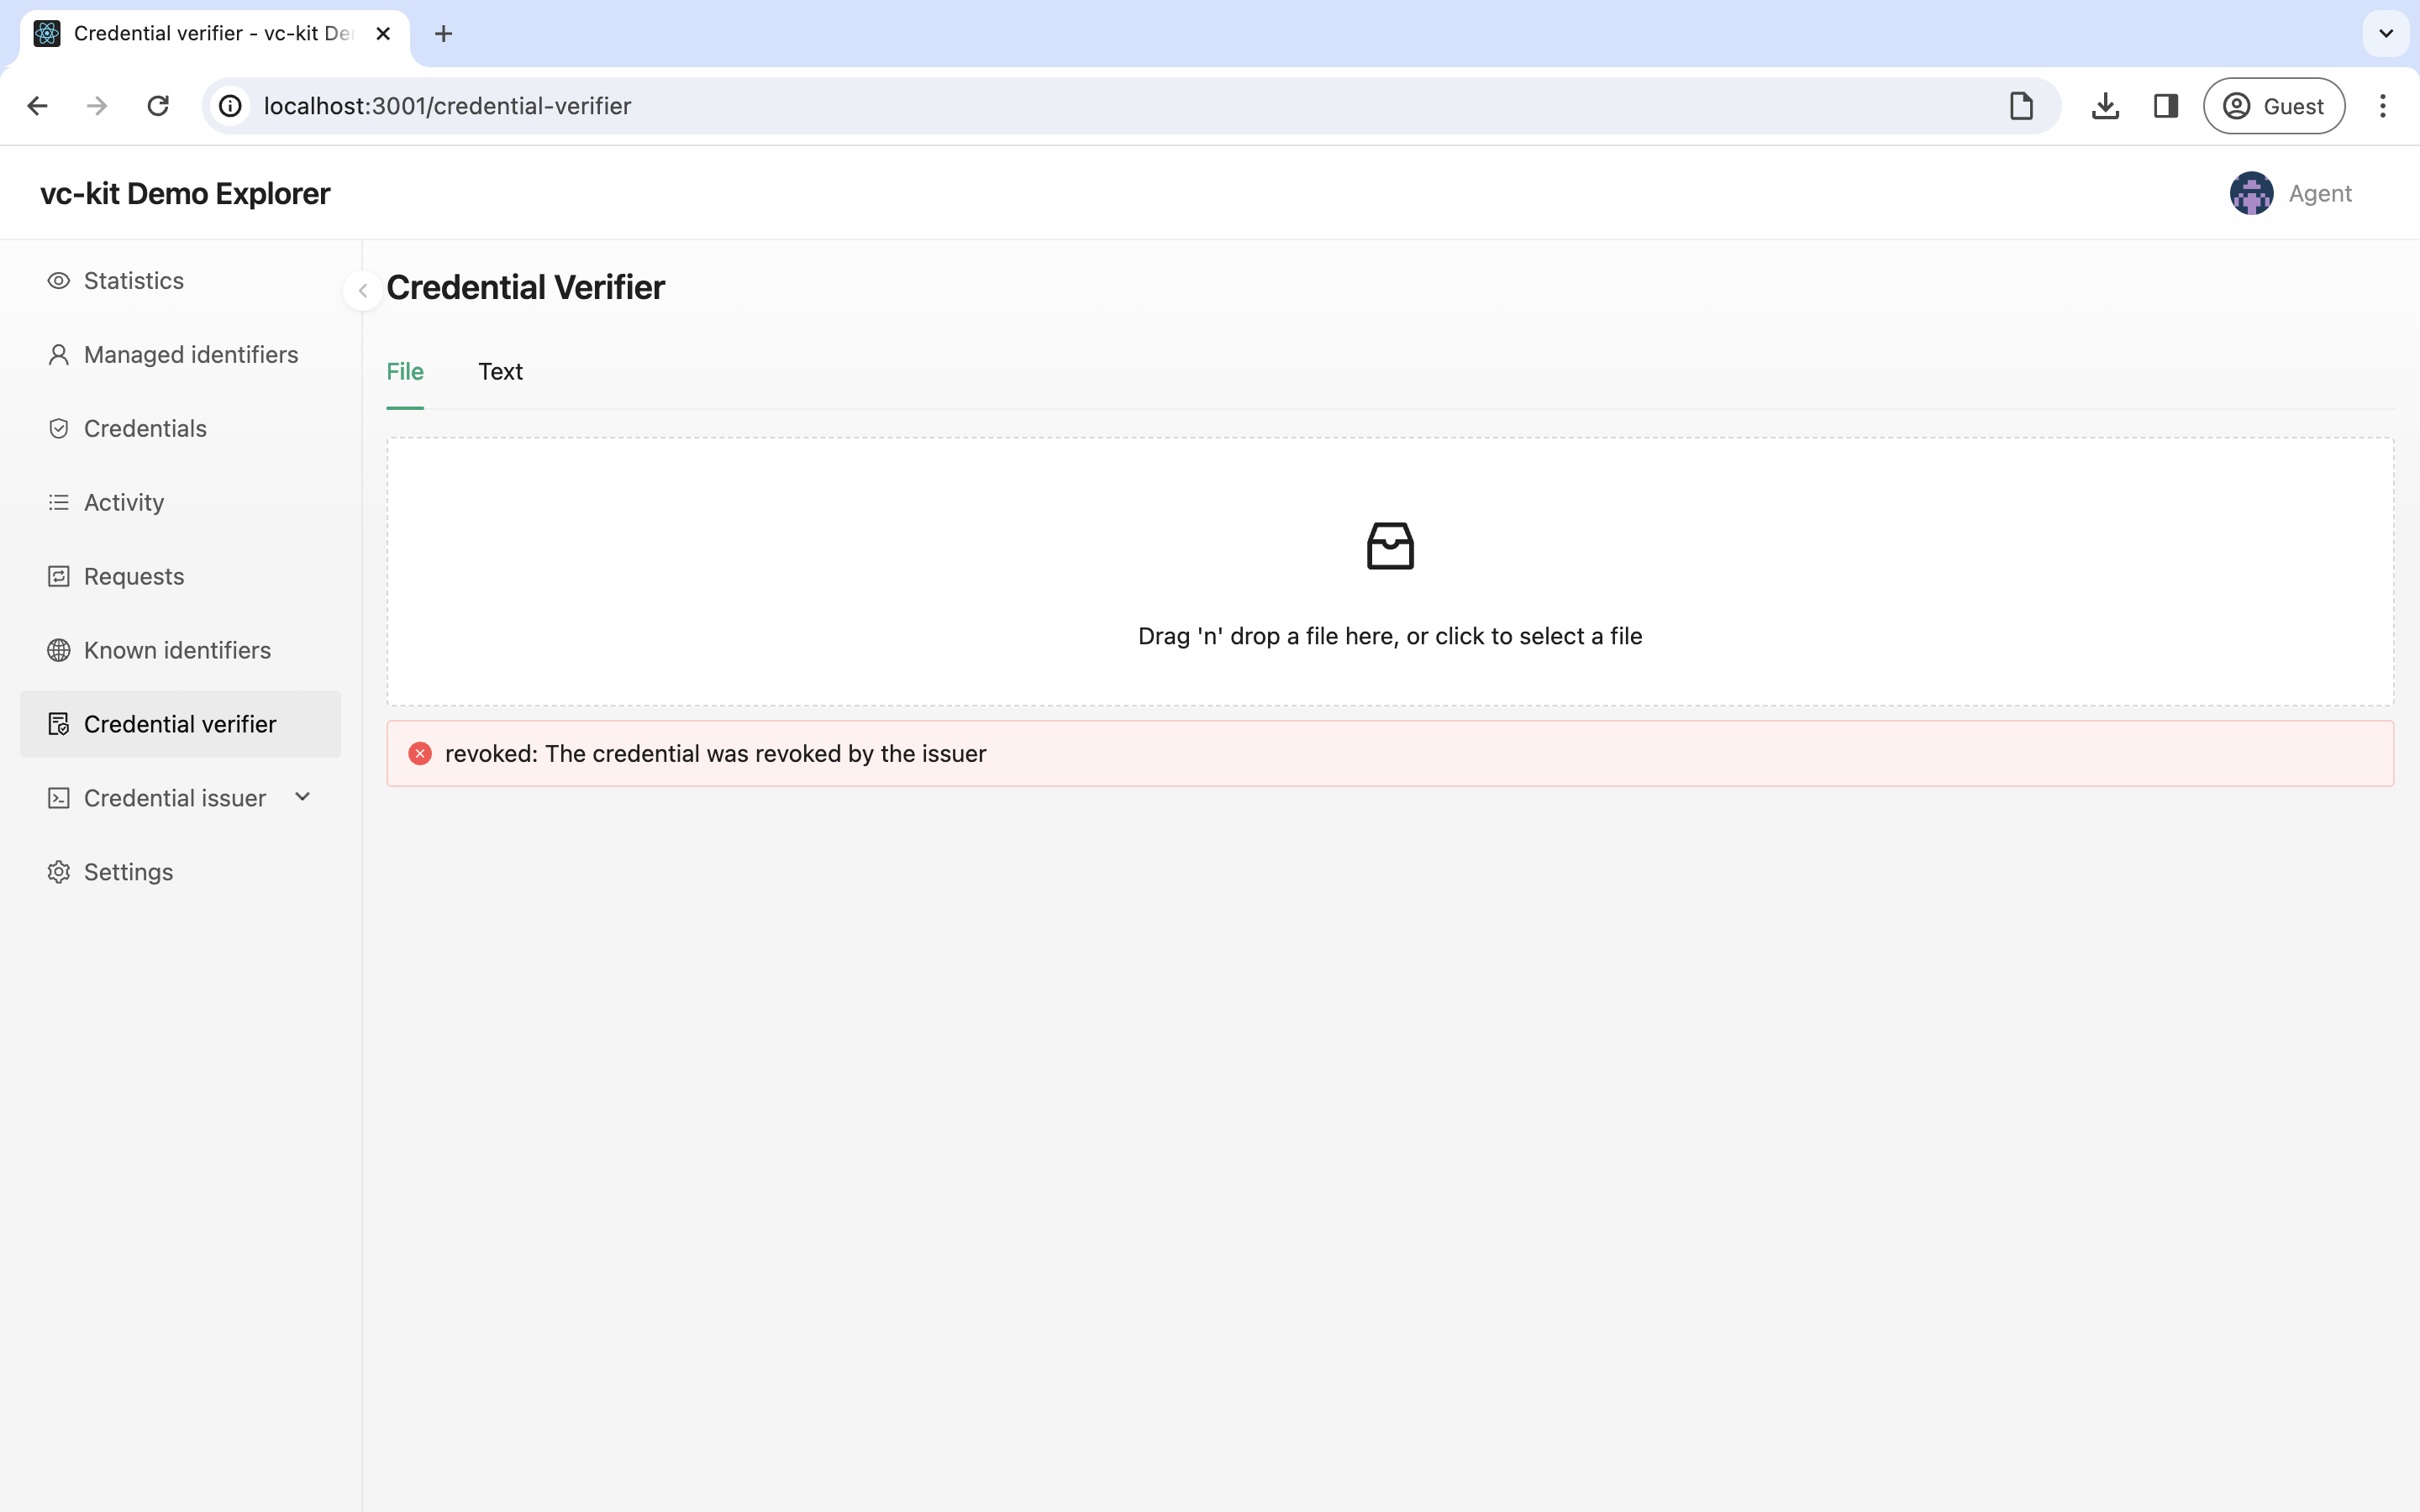 Credential verifier - vc-kit De
localhost:3001/credential-verifier
Guest
vc-kit Demo Explorer
Agent
Statistics
Managed identifiers
Credentials
Activity
Requests
Known identifiers
Credential verifier
Credential issuer
Settings
Credential Verifier
File
Text
Drag 'n' drop a file here, or click to select a file
revoked: The credential was revoked by the issuer